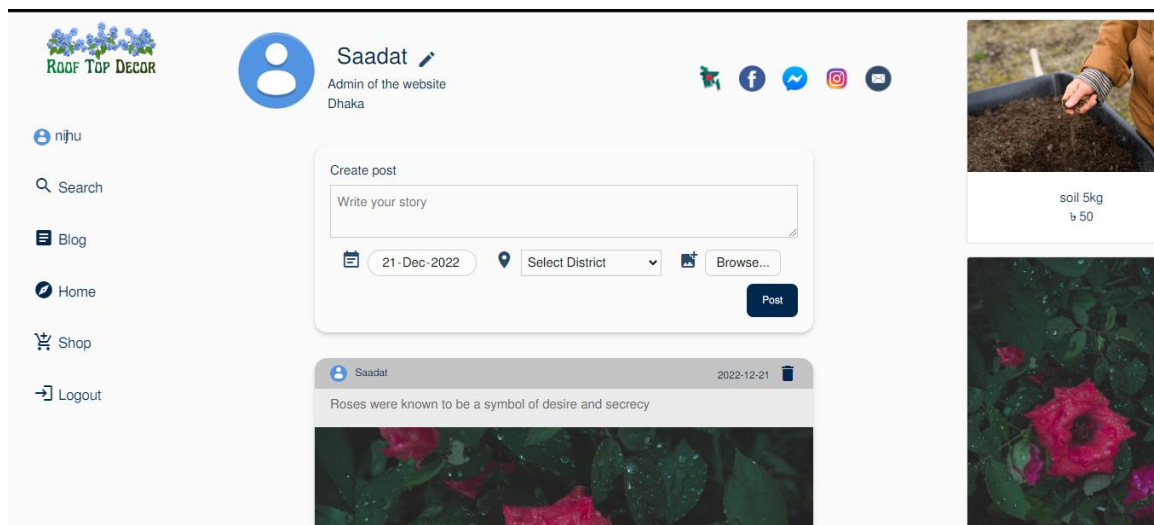 ROOF TOP DECOR
nijhu
Search
Blog
Home
Shop
Logout
Saadat
Admin of the website
Dhaka
Create post
Write your story
21-Dec-2022
Select District
Browse...
Post
Saadat
2022-12-21
Roses were known to be a symbol of desire and secrecy
soil 5kg
৳ 50